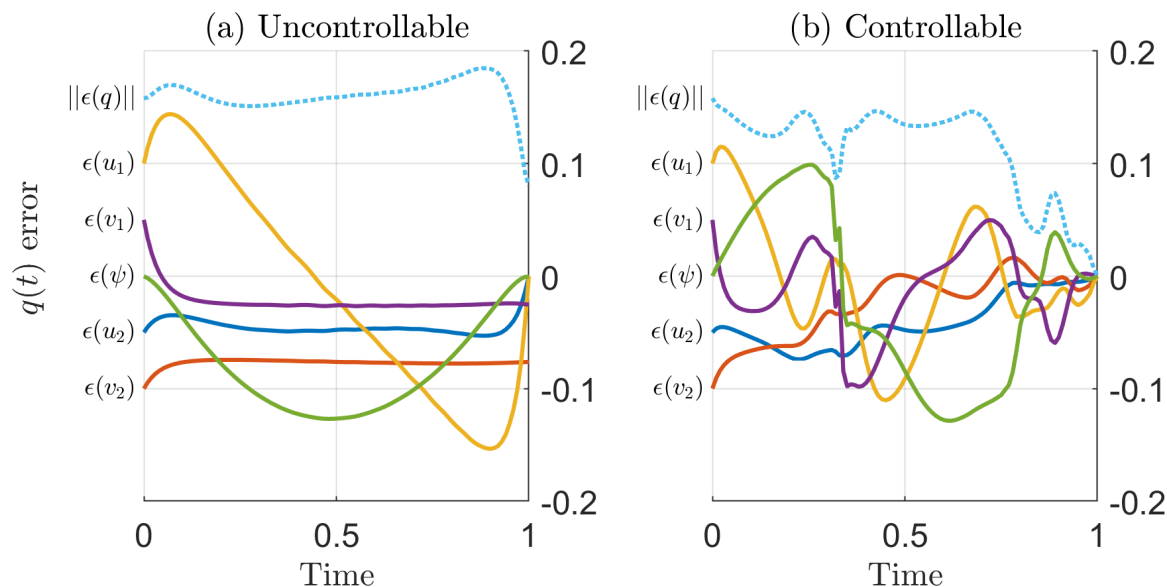 (a) Uncontrollable
(b) Controllable
q(t) error
||ϵ(q)||
ϵ(u₁)
ϵ(v₁)
ϵ(ψ)
ϵ(u₂)
ϵ(v₂)
0.2
0.1
0
-0.1
-0.2
0 0.5 1
Time
||ϵ(q)||
ϵ(u₁)
ϵ(v₁)
ϵ(ψ)
ϵ(u₂)
ϵ(v₂)
0.2
0.1
0
-0.1
-0.2
0 0.5 1
Time